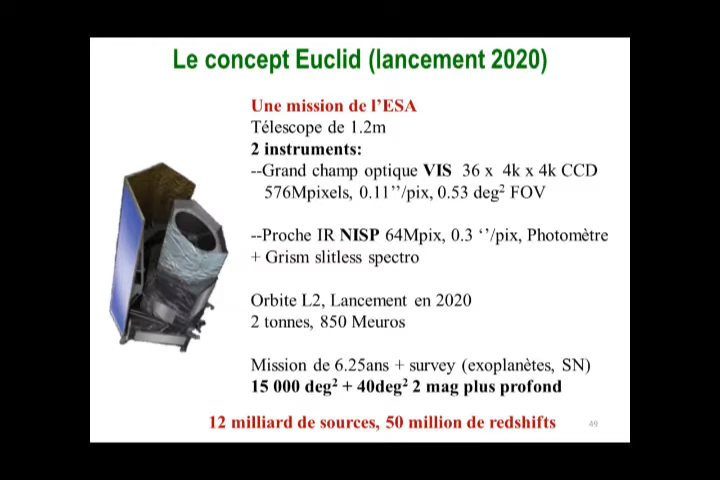 Le concept Euclid (lancement 2020)
Une mission de l’ESA
Télescope de 1.2m
2 instruments:
--Grand champ optique VIS 36 x 4k x 4k CCD
576Mpixels, 0.11’’/pix, 0.53 deg² FOV
--Proche IR NISP 64Mpix, 0.3 ‘’/pix, Photomètre
+ Grism slitless spectro
Orbite L2, Lancement en 2020
2 tonnes, 850 Meuros
Mission de 6.25ans + survey (exoplanètes, SN)
15 000 deg² + 40deg² 2 mag plus profond
12 milliard de sources, 50 million de redshifts
49